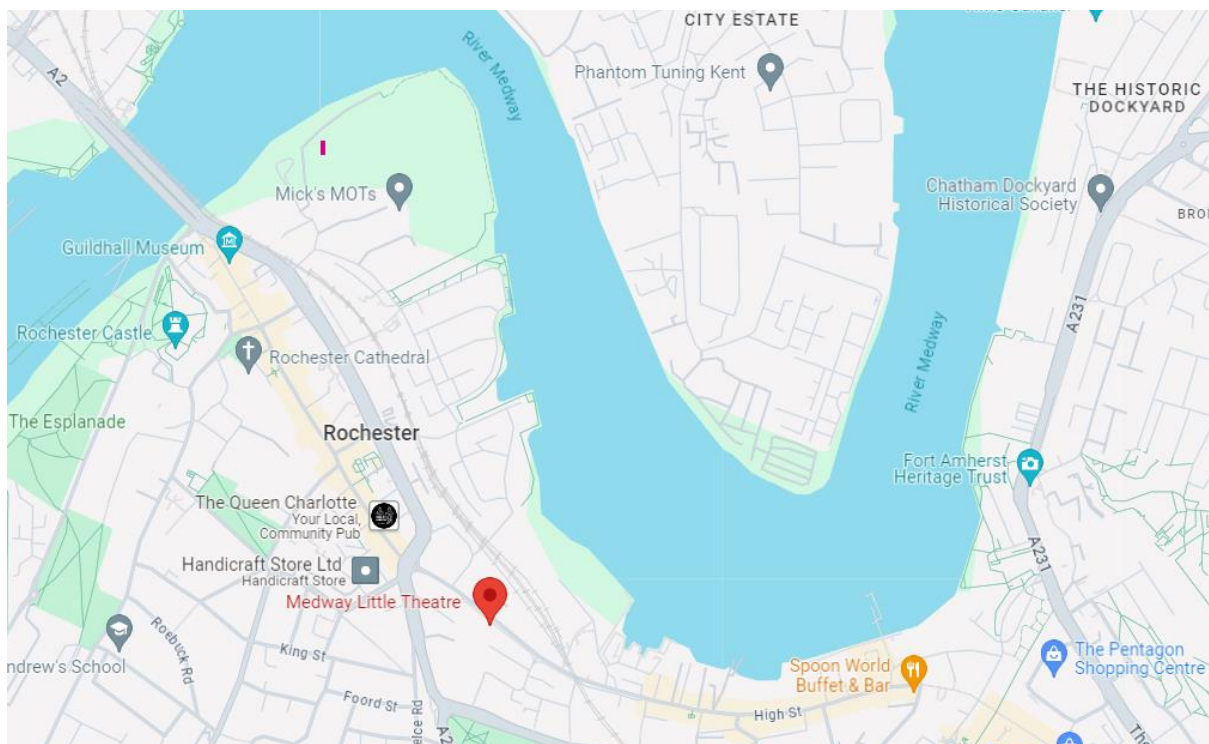 CITY ESTATE
A2
River Medway
Phantom Tuning Kent
THE HISTORIC
DOCKYARD
Mick's MOTs
Chatham Dockyard
Historical Society
BRO
Guildhall Museum
A231
Rochester Castle
Rochester Cathedral
River Medway
The Esplanade
Rochester
Fort Amherst
Heritage Trust
The Queen Charlotte
Your Local,
Community Pub
A231
Handicraft Store Ltd
Handicraft Store
Medway Little Theatre
Roebuck Rd
King St
ndrew's School
The Pentagon
Shopping Centre
Spoon World
Buffet & Bar
Foord St
elce Rd
High St
A2
Th